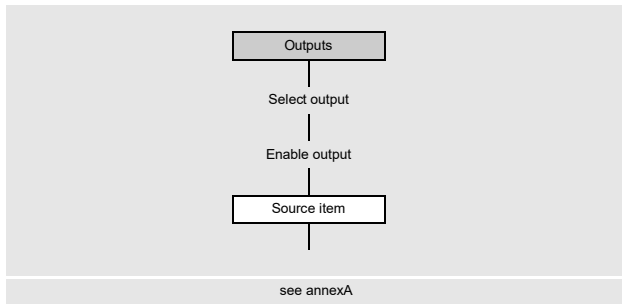 Outputs
Select output
Enable output
Source item
see annexA